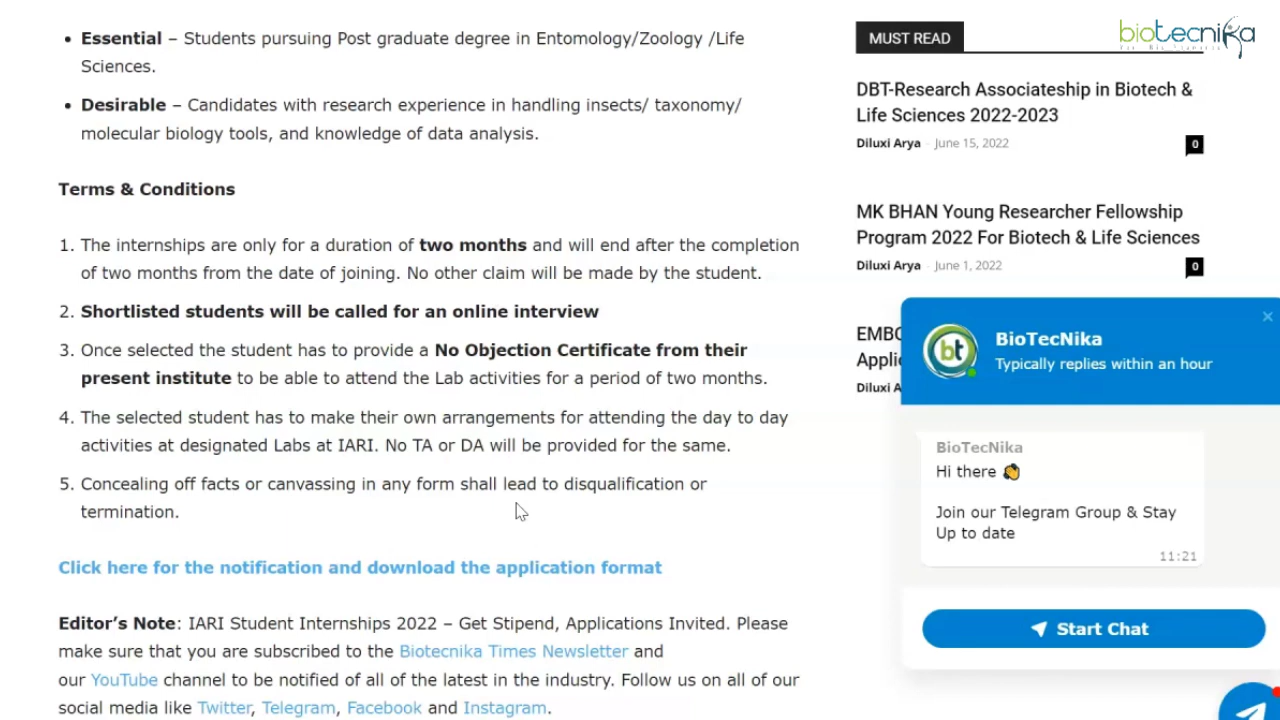 • Essential – Students pursuing Post graduate degree in Entomology/Zoology /Life
Sciences.
• Desirable – Candidates with research experience in handling insects/ taxonomy/
molecular biology tools, and knowledge of data analysis.
Terms & Conditions
1. The internships are only for a duration of two months and will end after the completion
of two months from the date of joining. No other claim will be made by the student.
2. Shortlisted students will be called for an online interview
3. Once selected the student has to provide a No Objection Certificate from their
present institute to be able to attend the Lab activities for a period of two months.
4. The selected student has to make their own arrangements for attending the day to day
activities at designated Labs at IARI. No TA or DA will be provided for the same.
5. Concealing off facts or canvassing in any form shall lead to disqualification or
termination.
Click here for the notification and download the application format
Editor's Note: IARI Student Internships 2022 – Get Stipend, Applications Invited. Please
make sure that you are subscribed to the Biotecnika Times Newsletter and
our YouTube channel to be notified of all of the latest in the industry. Follow us on all of our
social media like Twitter, Telegram, Facebook and Instagram.
biotecnika
MUST READ
DBT-Research Associateship in Biotech &
Life Sciences 2022-2023
Diluxi Arya - June 15, 2022
0
MK BHAN Young Researcher Fellowship
Program 2022 For Biotech & Life Sciences
Diluxi Arya - June 1, 2022
0
EMBO
Applic
Diluxi A
bt
BioTecNika
Typically replies within an hour
×
BioTecNika
Hi there 👏
Join our Telegram Group & Stay
Up to date
11:21
Start Chat